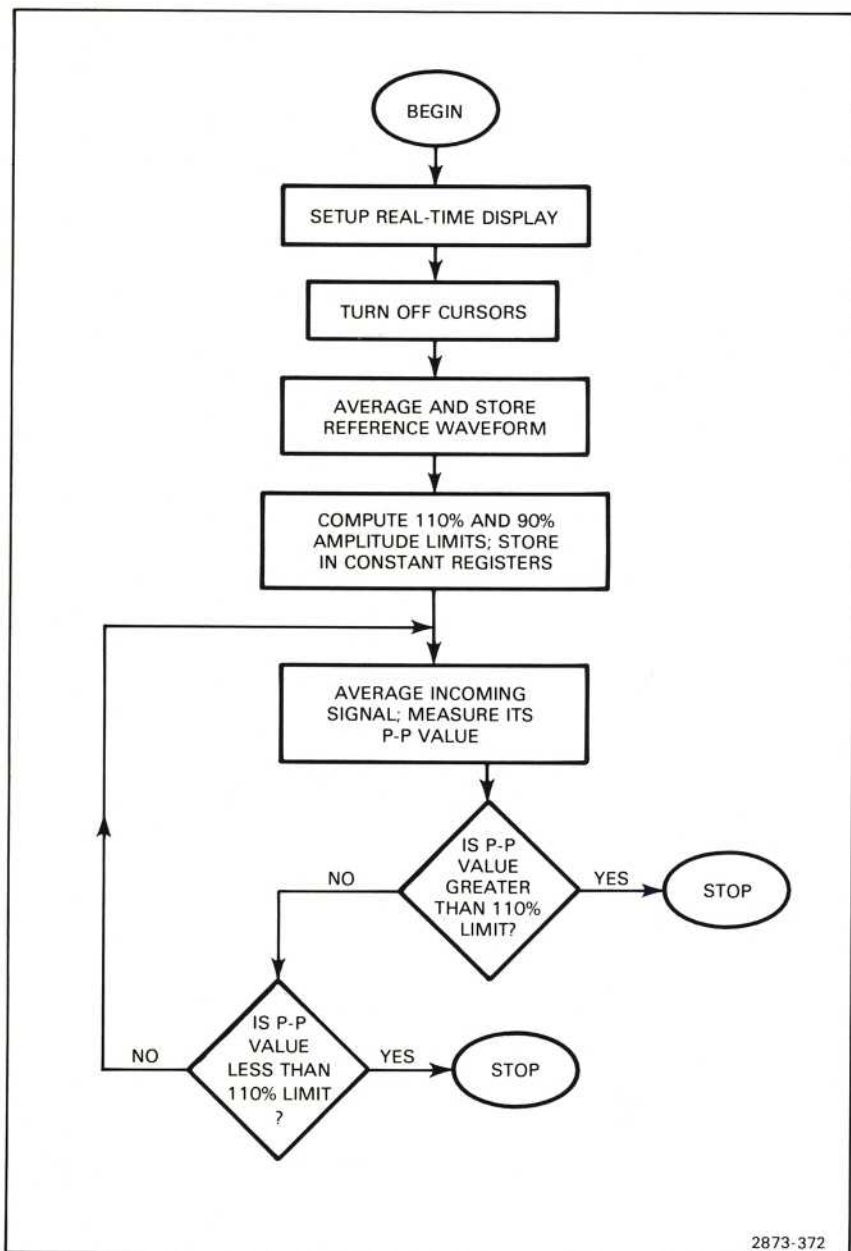 BEGIN
SETUP REAL-TIME DISPLAY
TURN OFF CURSORS
AVERAGE AND STORE
REFERENCE WAVEFORM
COMPUTE 110% AND 90%
AMPLITUDE LIMITS; STORE
IN CONSTANT REGISTERS
AVERAGE INCOMING
SIGNAL; MEASURE ITS
P-P VALUE
IS P-P
VALUE
GREATER
THAN 110%
LIMIT?
NO
YES
STOP
IS P-P
VALUE
LESS THAN
110% LIMIT
?
NO
YES
STOP
2873-372